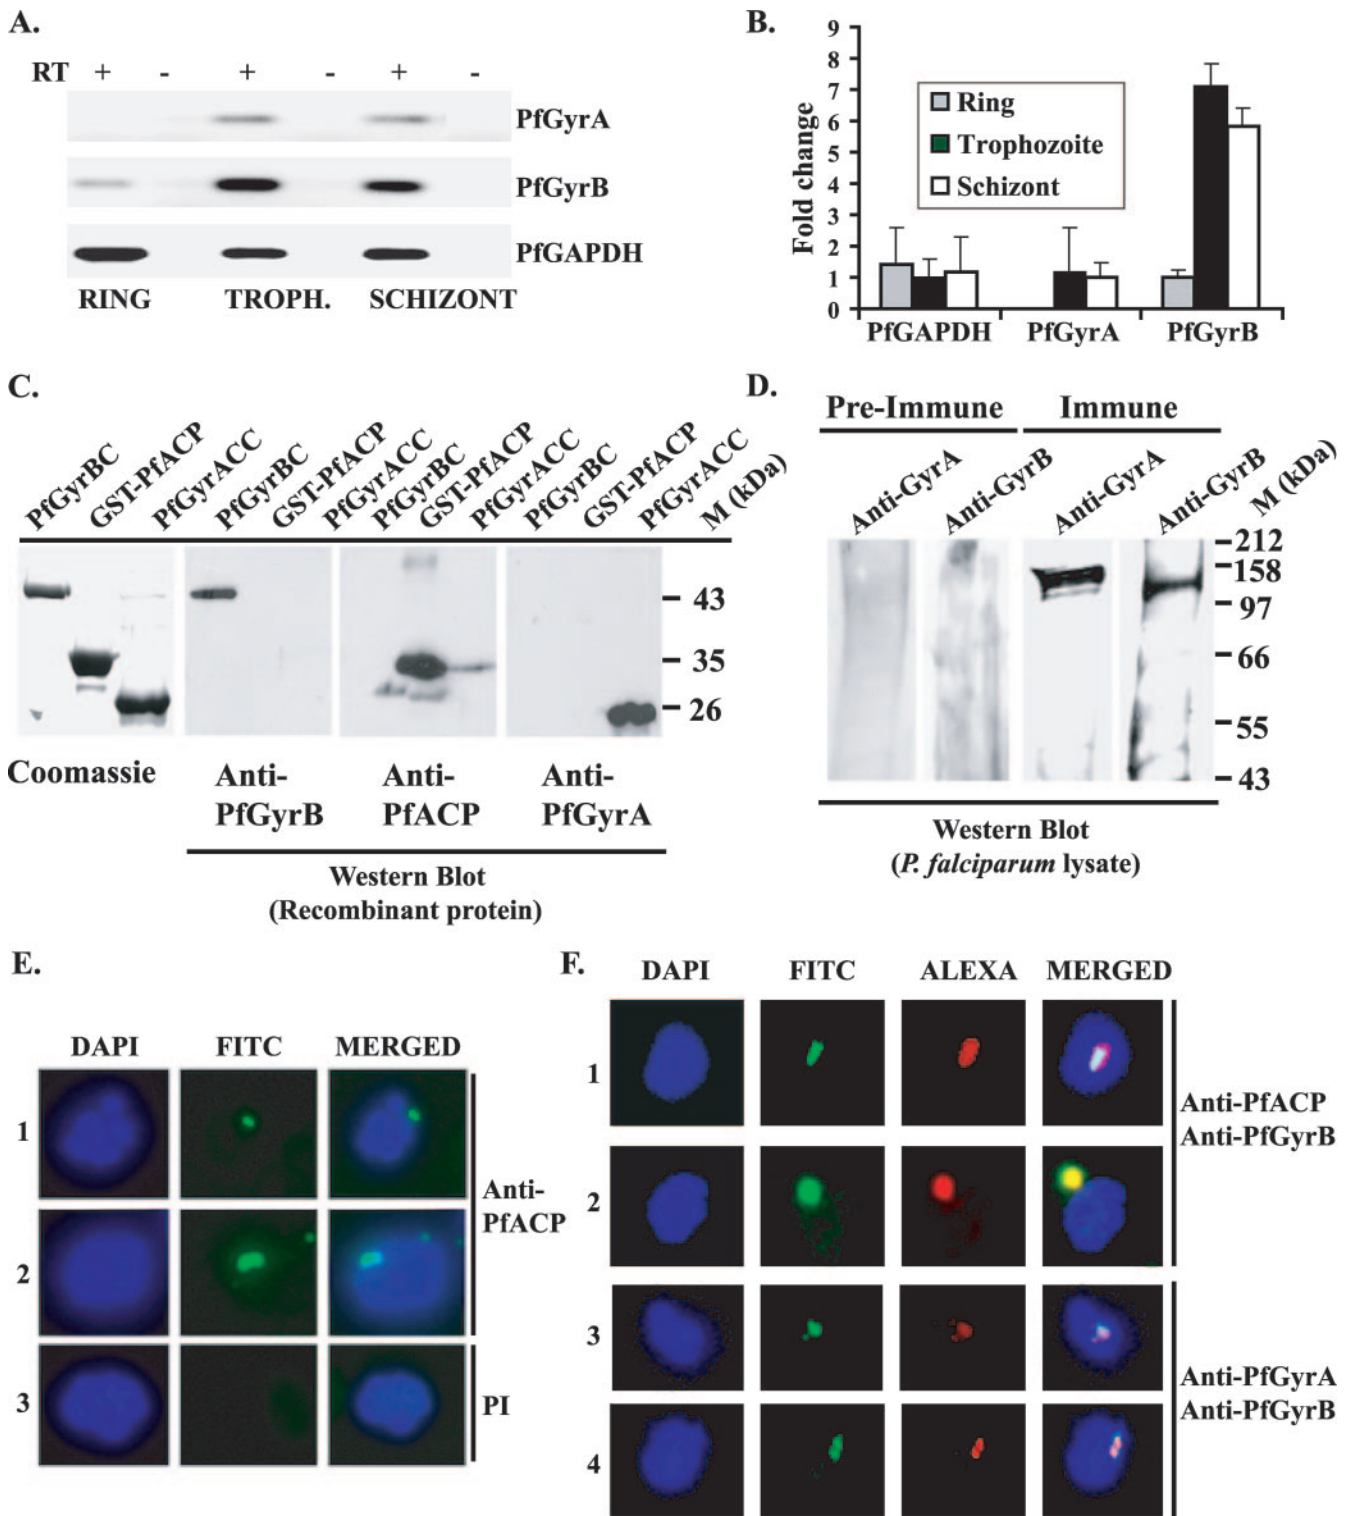 A.
RT + - + - + -
PfGyrA
PfGyrB
PfGAPDH
RING TROPH. SCHIZONT
B.
Fold change
9
8
7
6
5
4
3
2
1
0
Ring
Trophozoite
Schizont
PfGAPDH PfGyrA PfGyrB
C.
PfGyrBC GST-PfACP PfGyrACC PfGyrBC GST-PfACP PfGyrACC PfGyrBC GST-PfACP PfGyrACC PfGyrBC GST-PfACP PfGyrACC M (kDa)
43
35
26
Coomassie
Anti-
PfGyrB
Anti-
PfACP
Anti-
PfGyrA
Western Blot
(Recombinant protein)
D.
Pre-Immune Immune
Anti-GyrA Anti-GyrB Anti-GyrA Anti-GyrB M (kDa)
212
158
97
66
55
43
Western Blot
(P. falciparum lysate)
E.
DAPI FITC MERGED
1
2
3
Anti-
PfACP
PI
F.
DAPI FITC ALEXA MERGED
1
2
3
4
Anti-PfACP
Anti-PfGyrB
Anti-PfGyrA
Anti-PfGyrB